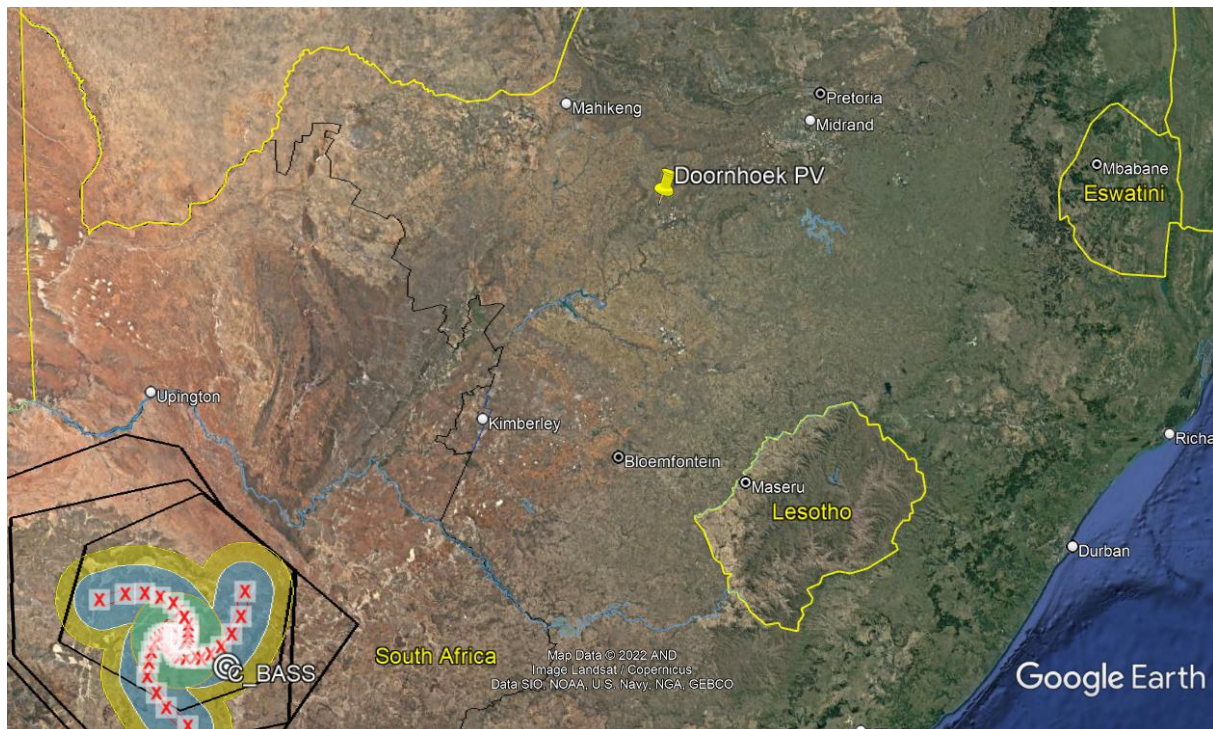 Pretoria
Mahikeng
Midrand
Mbabane
Doornhoek PV
Eswatini
Upington
Kimberley
Richa
Bloemfontein
Maseru
Lesotho
Durban
X X X X X
C_BASS
South Africa
Map Data © 2022 AND
Image Landsat / Copernicus
Data SIO, NOAA, U.S. Navy, NGA, GEBCO
Google Earth